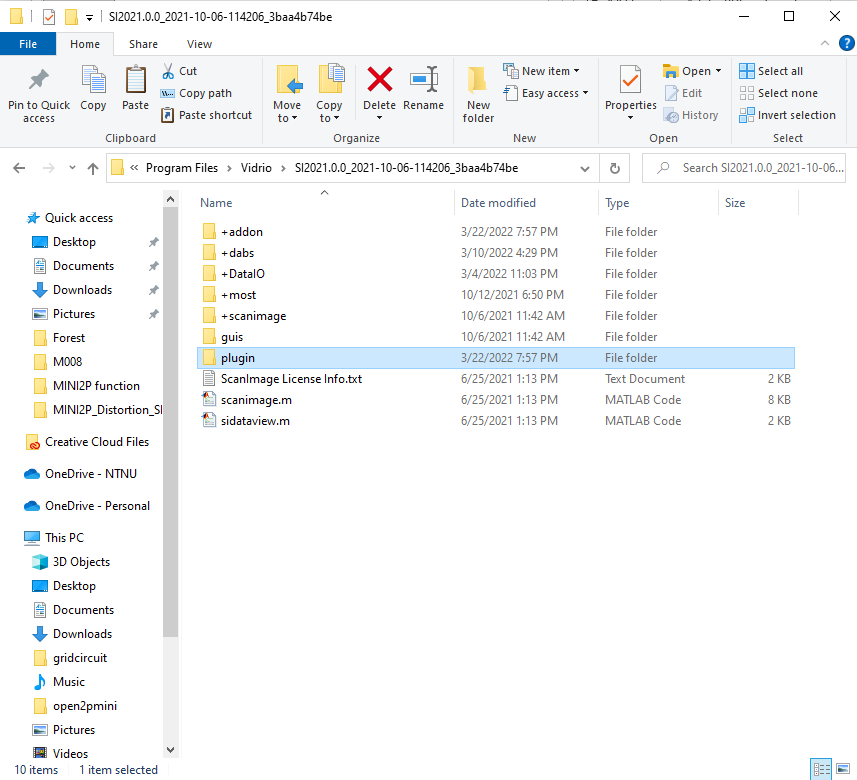 SI2021.0.0_2021-10-06-114206_3baa4b74be
File Home Share View
Pin to Quick access
Copy
Paste
Cut
Copy path
Paste shortcut
Clipboard
Move to
Copy to
Delete
Rename
Organize
New folder
New item
Easy access
New
Properties
Open
Edit
History
Open
Select all
Select none
Invert selection
Select
« Program Files › Vidrio › SI2021.0.0_2021-10-06-114206_3baa4b74be
Search SI2021.0.0_2021-10-06...
Quick access
Desktop
Documents
Downloads
Pictures
Forest
M008
MINI2P function
MINI2P_Distortion_SI
Creative Cloud Files
OneDrive - NTNU
OneDrive - Personal
This PC
3D Objects
Desktop
Documents
Downloads
gridcircuit
Music
open2pmini
Pictures
Videos
Name Date modified Type Size
+addon 3/22/2022 7:57 PM File folder
+dabs 3/10/2022 4:29 PM File folder
+DataIO 3/4/2022 11:03 PM File folder
+most 10/12/2021 6:50 PM File folder
+scanimage 10/6/2021 11:42 AM File folder
guis 10/6/2021 11:42 AM File folder
plugin 3/22/2022 7:57 PM File folder
ScanImage License Info.txt 6/25/2021 1:13 PM Text Document 2 KB
scanimage.m 6/25/2021 1:13 PM MATLAB Code 8 KB
sidataview.m 6/25/2021 1:13 PM MATLAB Code 2 KB
10 items 1 item selected